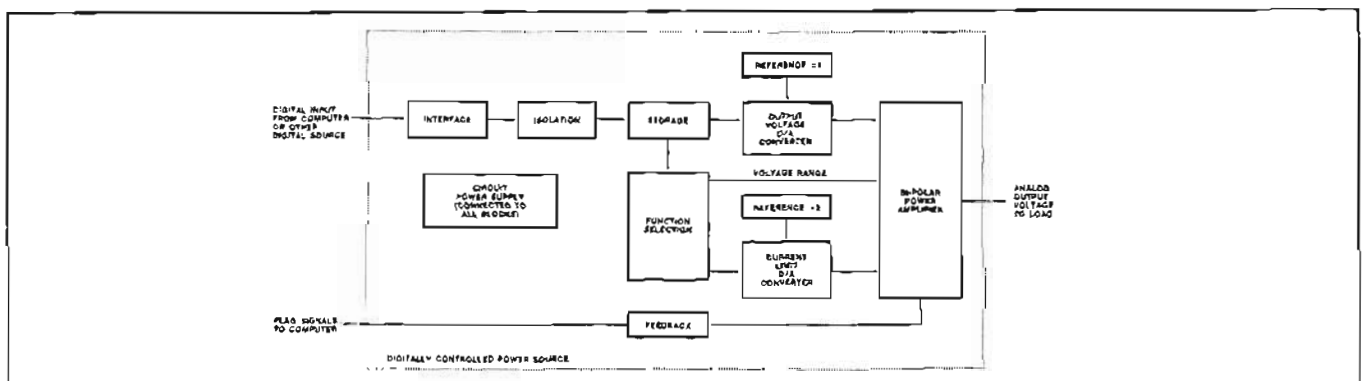 REFERENCE #1
DIGITAL INPUT
FROM COMPUTER
OR OTHER
DIGITAL SOURCE
INTERFACE
ISOLATION
STORAGE
OUTPUT
VOLTAGE
D/A
CONVERTER
VOLTAGE RANGE
CIRCUIT
POWER SUPPLY
(CONNECTED TO
ALL BLOCKS)
FUNCTION
SELECTION
REFERENCE #2
BI-POLAR
POWER
AMPLIFIER
ANALOG
OUTPUT
VOLTAGE
TO LOAD
CURRENT
LIMIT
D/A
CONVERTER
FLAG SIGNALS
TO COMPUTER
FEEDBACK
DIGITALLY CONTROLLED POWER SOURCE